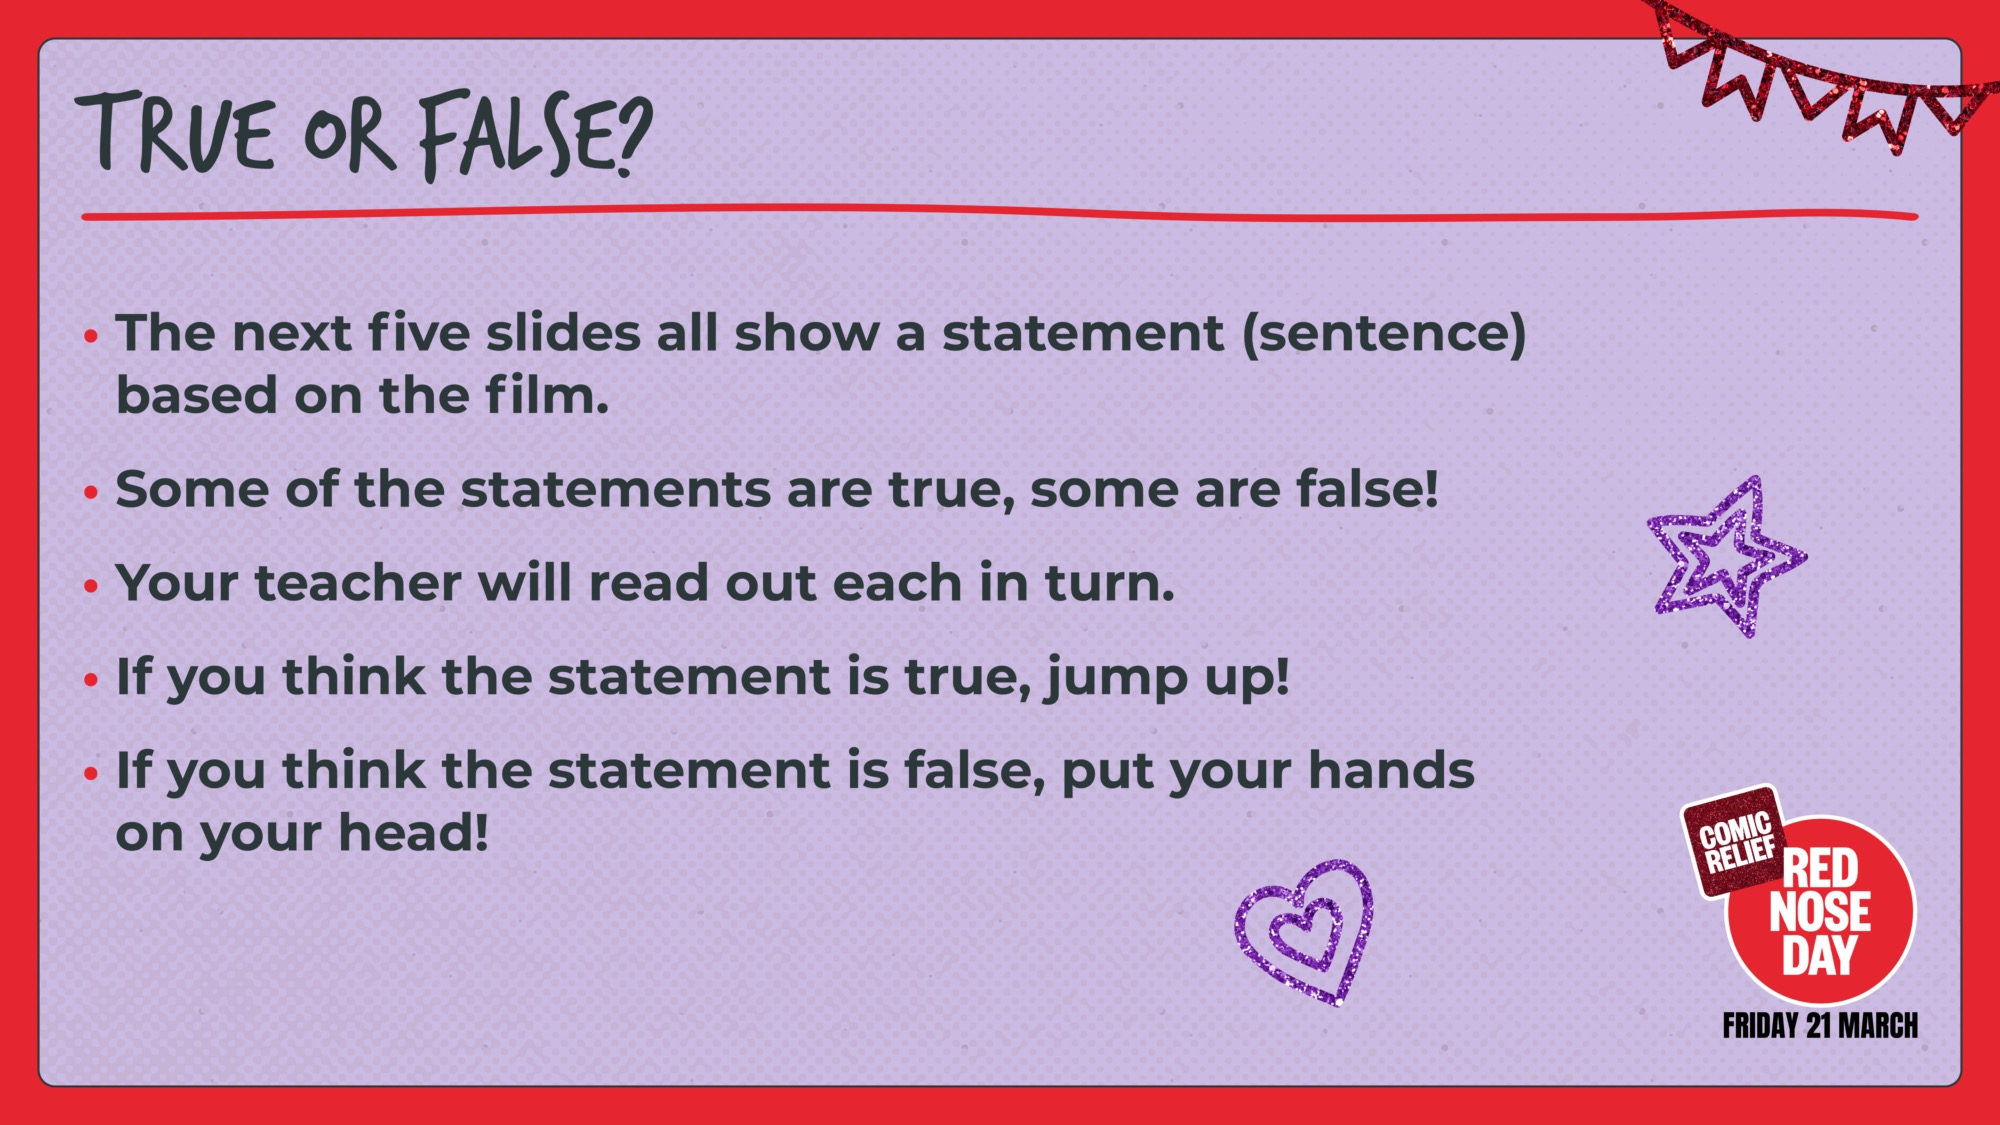 TRUE OR FALSE?
• The next five slides all show a statement (sentence)
based on the film.
• Some of the statements are true, some are false!
• Your teacher will read out each in turn.
• If you think the statement is true, jump up!
• If you think the statement is false, put your hands
on your head!
COMIC
RELIEF
RED
NOSE
DAY
FRIDAY 21 MARCH